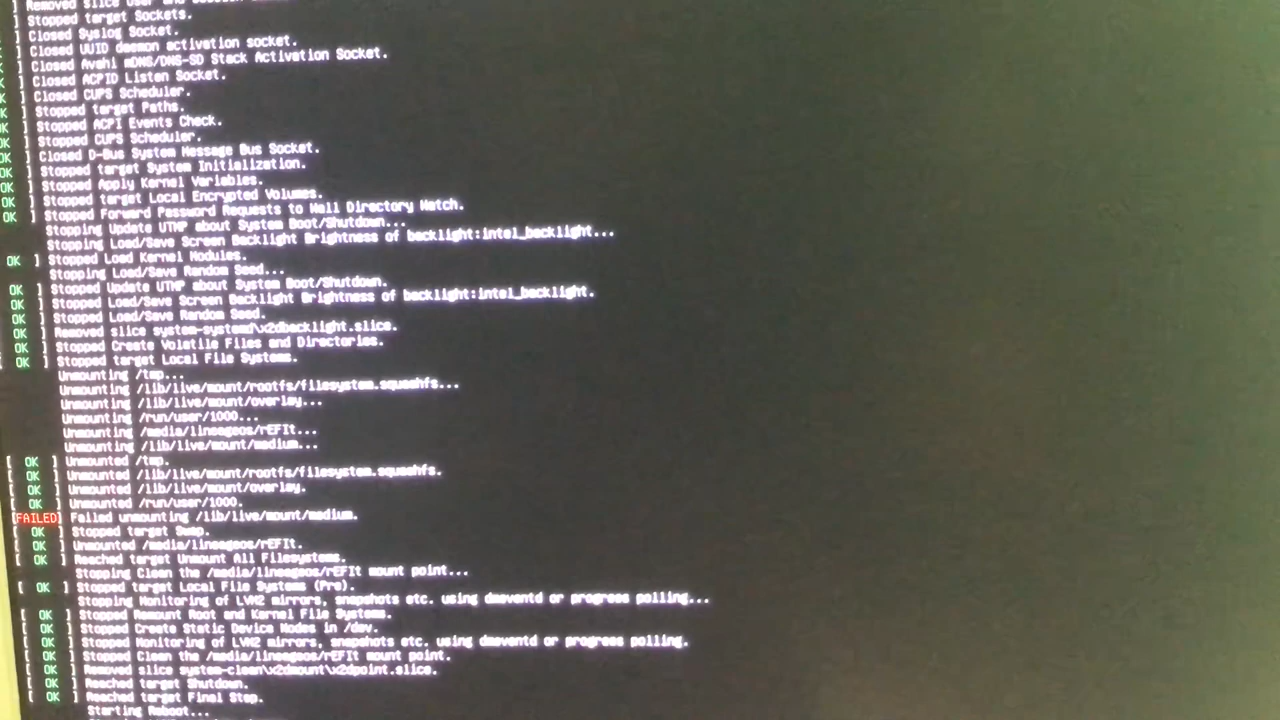 ] Removed slice User and
] Stopped target Sockets.
] Closed Syslog Socket.
] Closed UUID daemon activation socket.
] Closed Avahi mDNS/DNS-SD Stack Activation Socket.
] Closed ACPID Listen Socket.
] Closed CUPS Scheduler.
OK ] Stopped target Paths.
OK ] Stopped ACPI Events Check.
OK ] Stopped CUPS Scheduler.
OK ] Closed D-Bus System Message Bus Socket.
OK ] Stopped target System Initialization.
OK ] Stopped Apply Kernel Variables.
OK ] Stopped target Local Encrypted Volumes.
OK ] Stopped Forward Password Requests to Wall Directory Watch.
Stopping Update UTMP about System Boot/Shutdown...
Stopping Load/Save Screen Backlight Brightness of backlight:intel_backlight...
OK ] Stopped Load Kernel Modules.
Stopping Load/Save Random Seed...
OK ] Stopped Update UTMP about System Boot/Shutdown.
OK ] Stopped Load/Save Screen Backlight Brightness of backlight:intel_backlight.
OK ] Stopped Load/Save Random Seed.
OK ] Removed slice system-systemd\x2dbacklight.slice.
OK ] Stopped Create Volatile Files and Directories.
[ OK ] Stopped target Local File Systems.
Unmounting /tmp...
Unmounting /lib/live/mount/rootfs/filesystem.squashfs...
Unmounting /lib/live/mount/overlay...
Unmounting /run/user/1000...
Unmounting /media/lineageos/rEFIt...
Unmounting /lib/live/mount/medium...
[ OK ] Unmounted /tmp.
[ OK ] Unmounted /lib/live/mount/rootfs/filesystem.squashfs.
[ OK ] Unmounted /lib/live/mount/overlay.
[ OK ] Unmounted /run/user/1000.
[FAILED] Failed unmounting /lib/live/mount/medium.
[ OK ] Stopped target Swap.
[ OK ] Unmounted /media/lineageos/rEFIt.
[ OK ] Reached target Unmount All Filesystems.
Stopping Clean the /media/lineageos/rEFIt mount point...
[ OK ] Stopped target Local File Systems (Pre).
Stopping Monitoring of LVM2 mirrors, snapshots etc. using dmeventd or progress polling...
[ OK ] Stopped Remount Root and Kernel File Systems.
[ OK ] Stopped Create Static Device Nodes in /dev.
[ OK ] Stopped Monitoring of LVM2 mirrors, snapshots etc. using dmeventd or progress polling.
[ OK ] Stopped Clean the /media/lineageos/rEFIt mount point.
[ OK ] Removed slice system-clean\x2dmount\x2dpoint.slice.
[ OK ] Reached target Shutdown.
[ OK ] Reached target Final Step.
Starting Reboot...